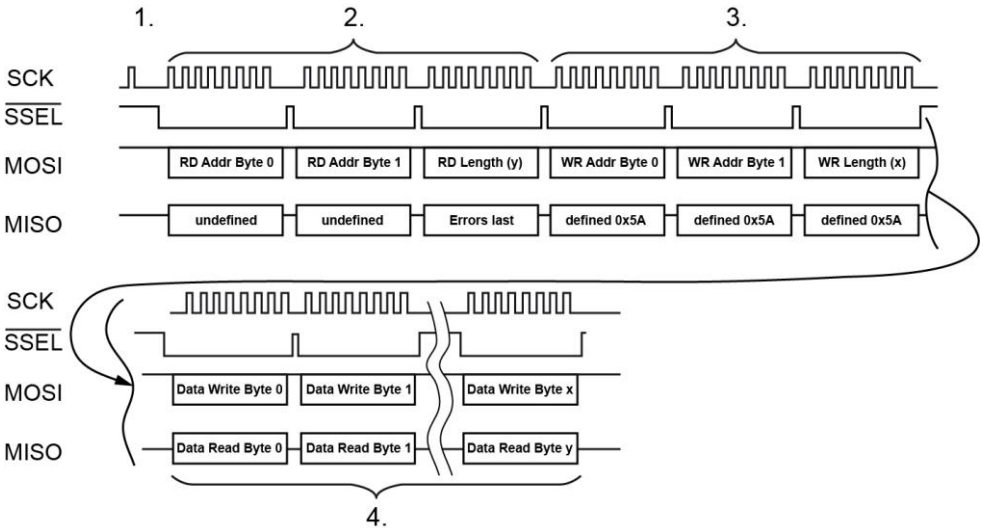 1.
2.
3.
SCK
SSEL
MOSI
RD Addr Byte 0
RD Addr Byte 1
RD Length (y)
WR Addr Byte 0
WR Addr Byte 1
WR Length (x)
MISO
undefined
undefined
Errors last
defined 0x5A
defined 0x5A
defined 0x5A
SCK
SSEL
MOSI
Data Write Byte 0
Data Write Byte 1
Data Write Byte x
MISO
Data Read Byte 0
Data Read Byte 1
Data Read Byte y
4.